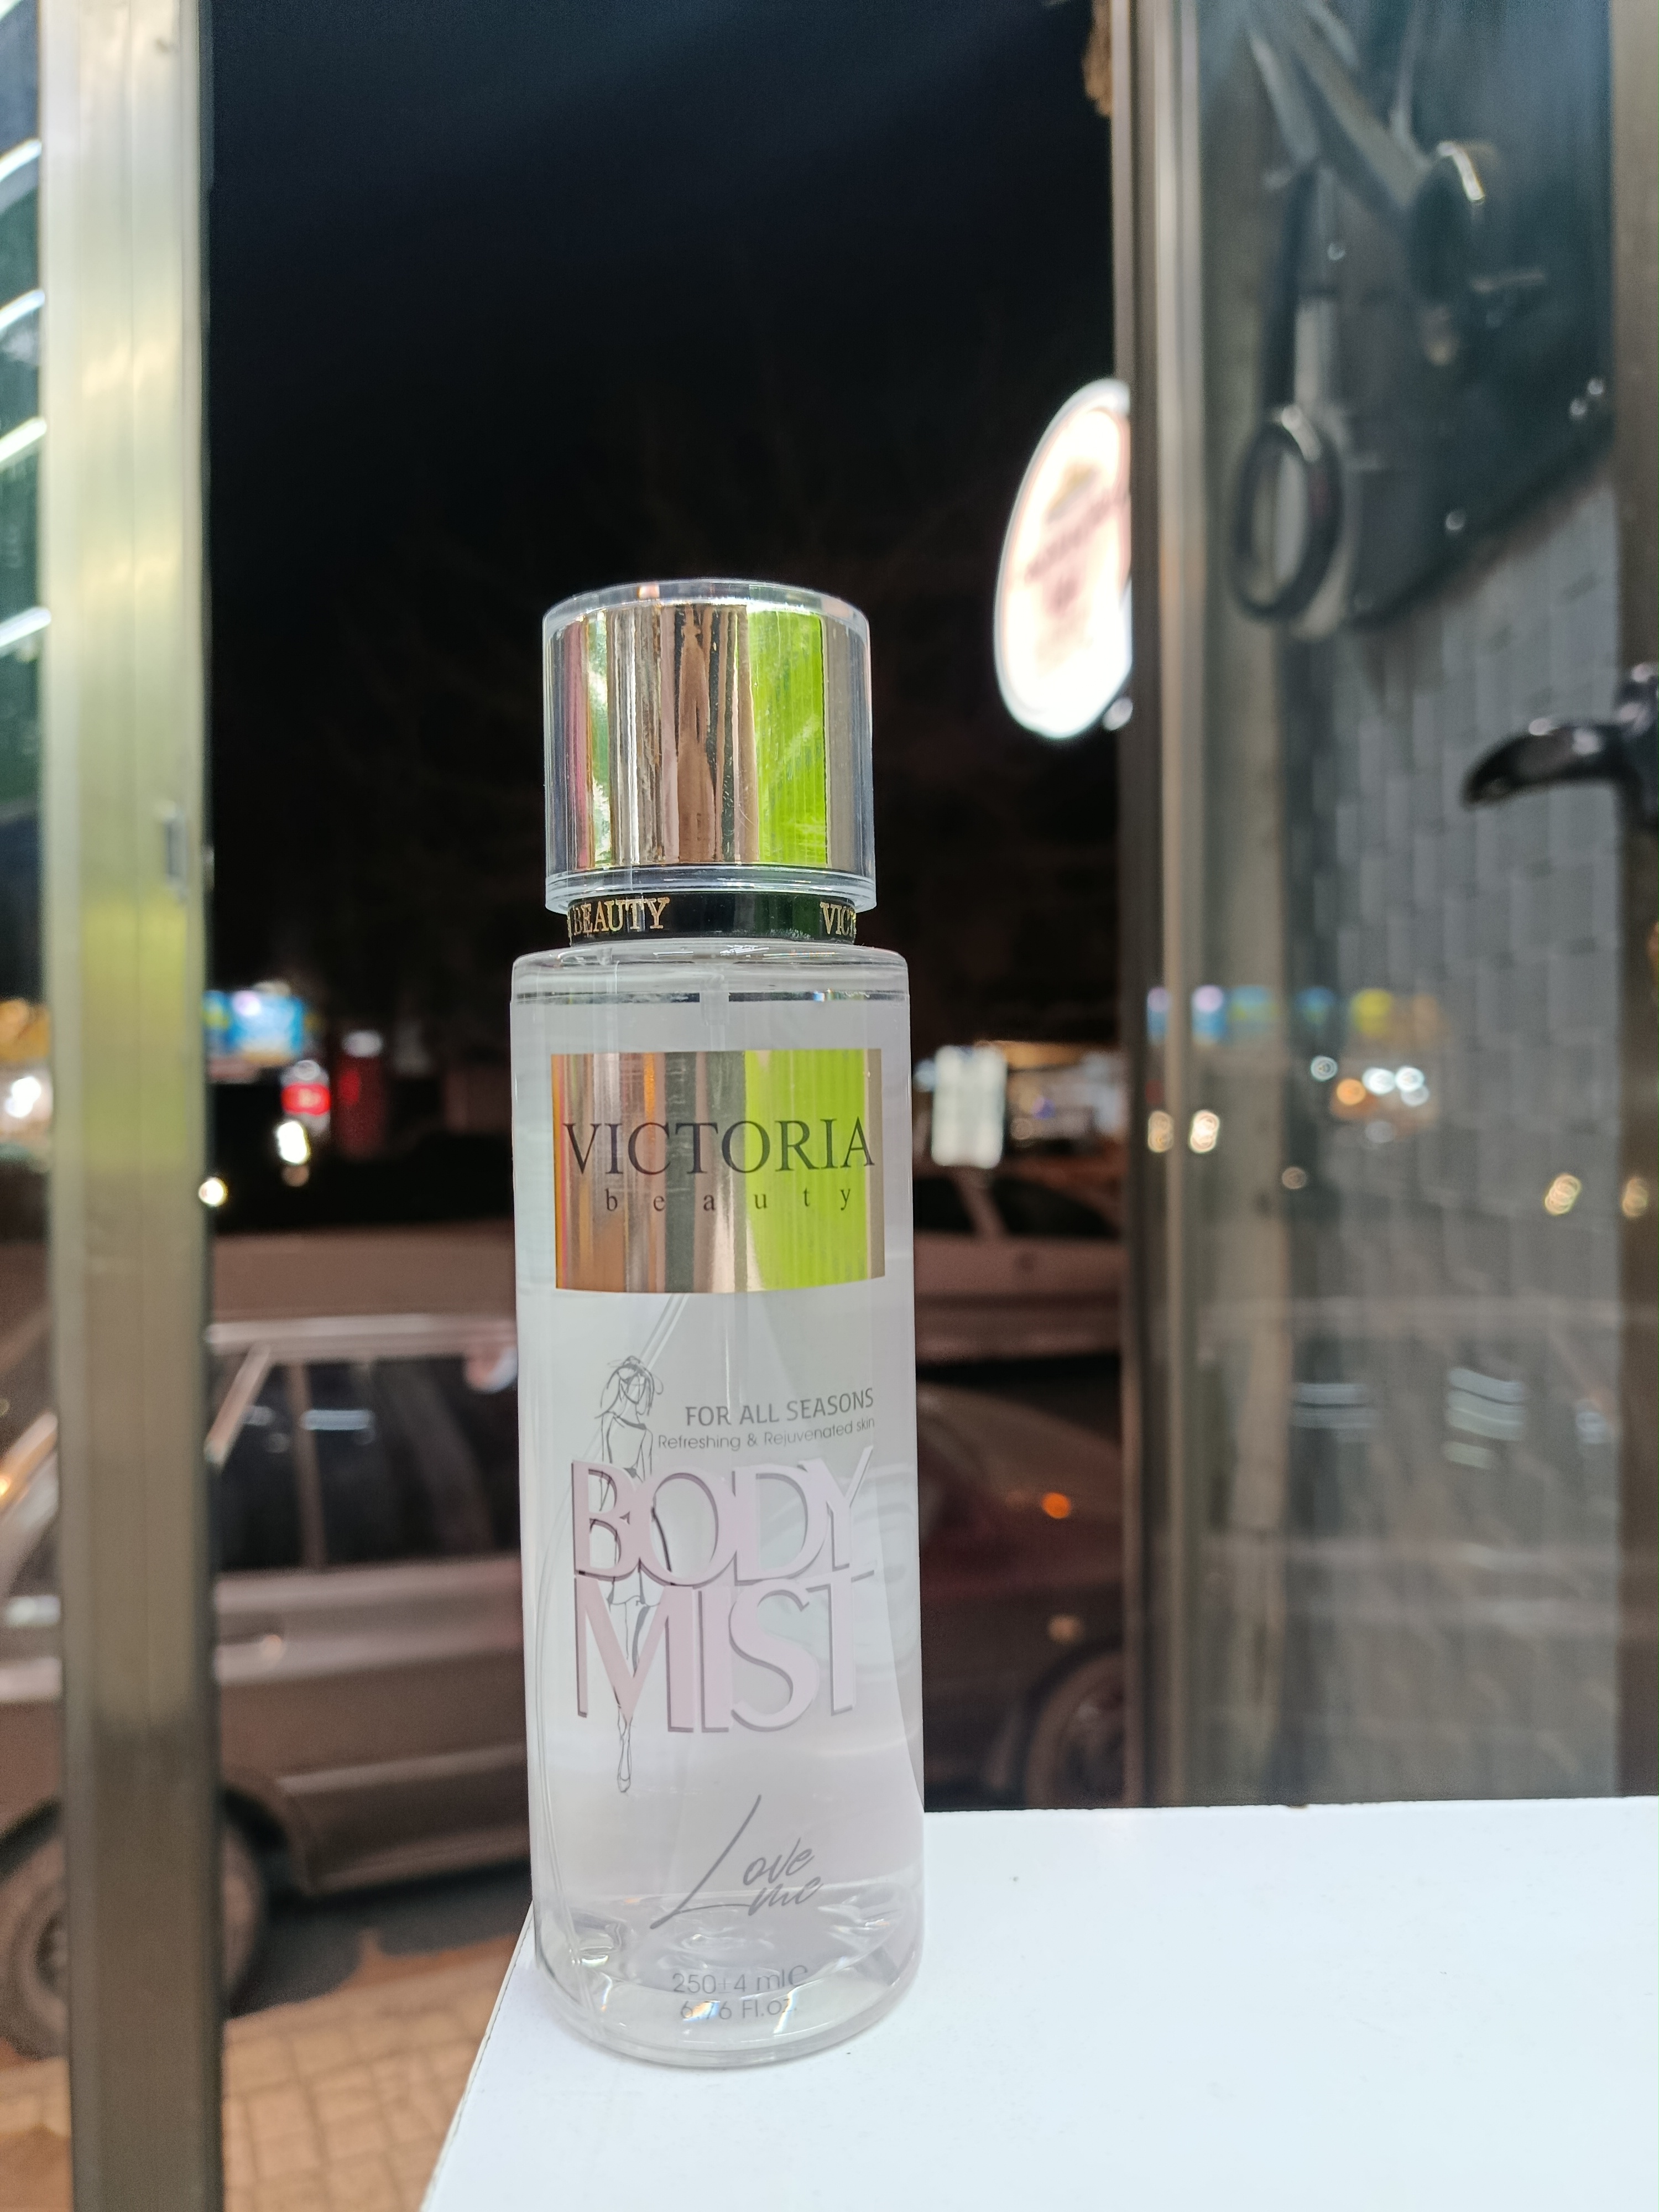 BEAUTY VICT
VICTORIA
beauty
FOR ALL SEASONS
Refreshing & Rejuvenated skin
BODY
MIST
Love
me
250±4 ml℮
6.76 Fl.oz.